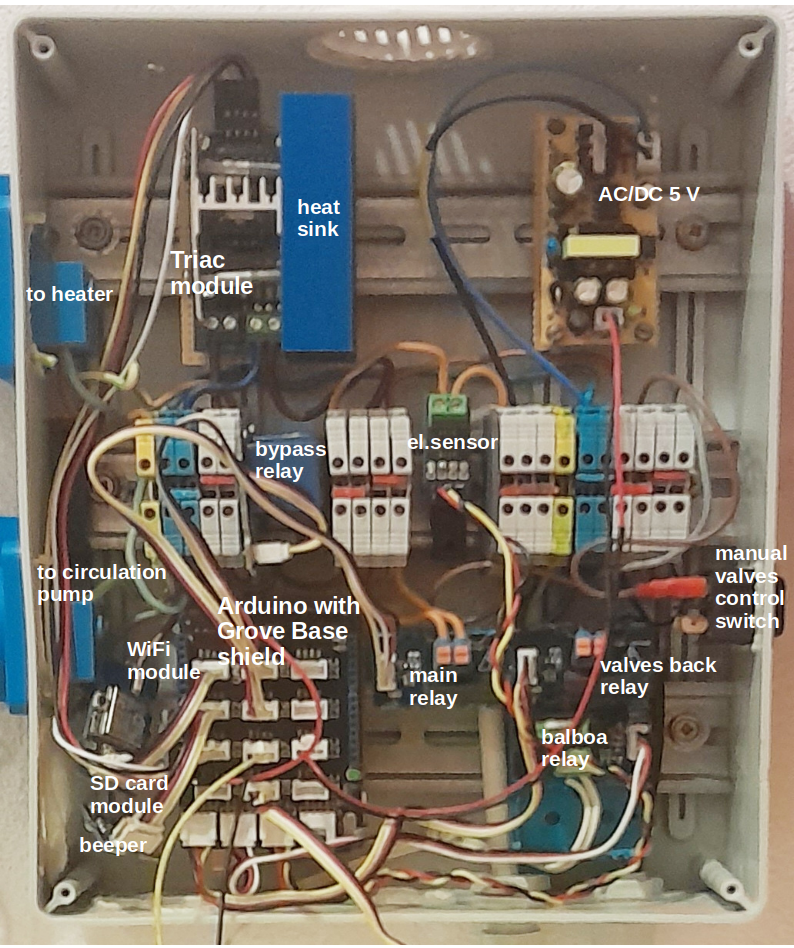 AC/DC 5 V
heat
sink
Triac
module
to heater
el.sensor
bypass
relay
manual
valves
control
switch
to circulation
pump
Arduino with
Grove Base
shield
WiFi
module
main
relay
valves back
relay
balboa
relay
SD card
module
beeper